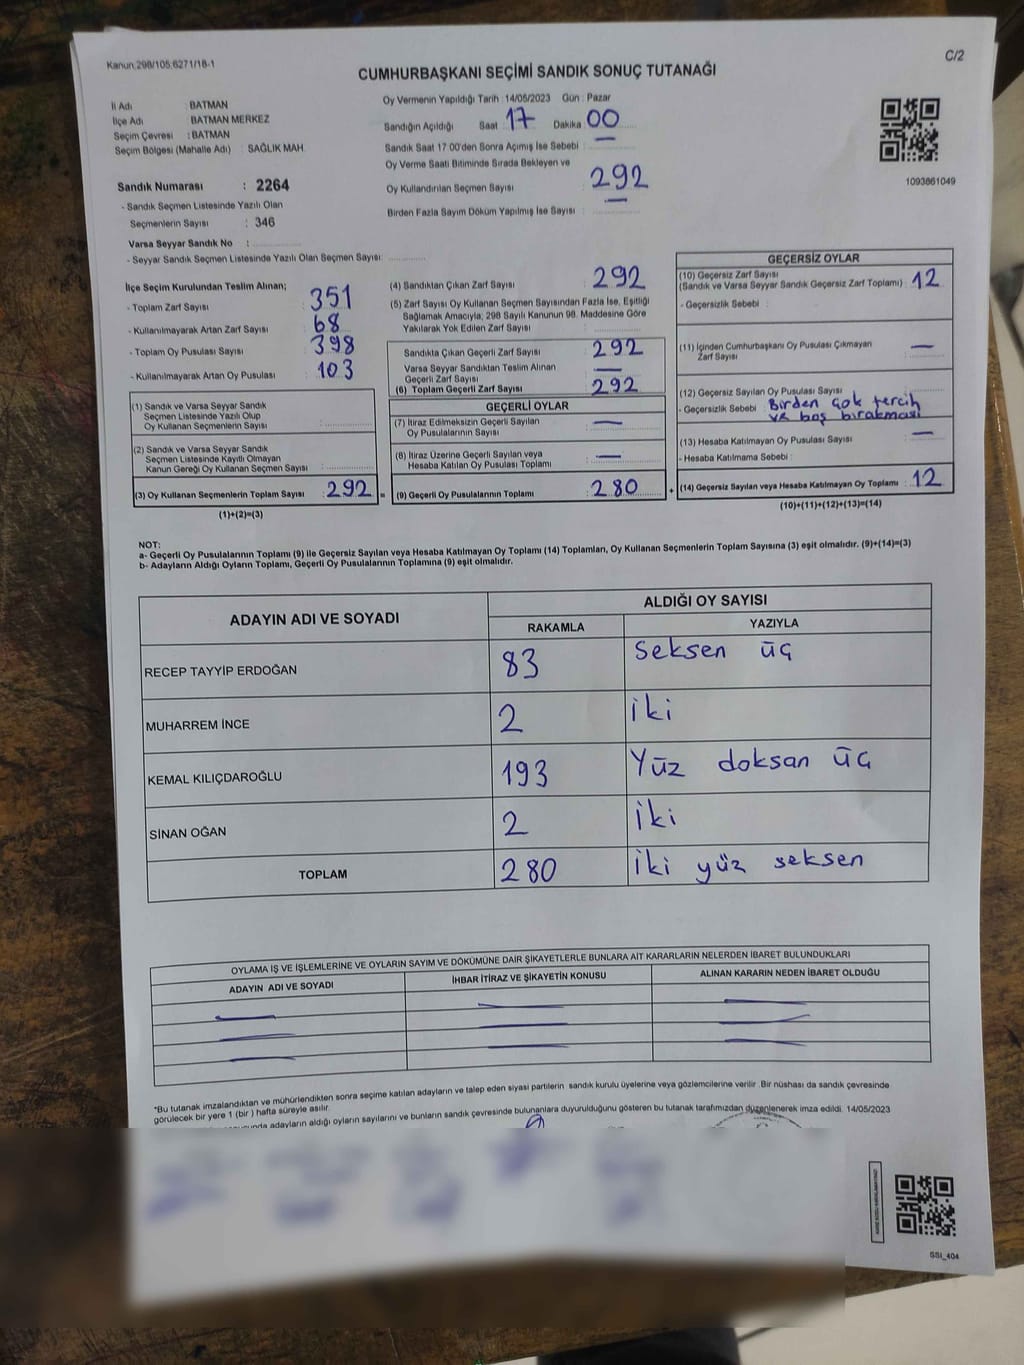 Kanun.298/105;6271/18-1
C/2
CUMHURBAŞKANI SEÇİMİ SANDIK SONUÇ TUTANAĞI
İl Adı : BATMAN
İlçe Adı : BATMAN MERKEZ
Seçim Çevresi : BATMAN
Seçim Bölgesi (Mahalle Adı) : SAĞLIK MAH.
Sandık Numarası : 2264
- Sandık Seçmen Listesinde Yazılı Olan
Seçmenlerin Sayısı : 346
Varsa Seyyar Sandık No :
- Seyyar Sandık Seçmen Listesinde Yazılı Olan Seçmen Sayısı:
Oy Vermenin Yapıldığı Tarih : 14/05/2023 Gün : Pazar
Sandığın Açıldığı Saat : 17 Dakika : 00
Sandık Saat 17:00'den Sonra Açımış İse Sebebi : —
Oy Verme Saati Bitiminde Sırada Bekleyen ve
Oy Kullandırılan Seçmen Sayısı : 292
Birden Fazla Sayım Döküm Yapılmış İse Sayısı : —
1093861049
İlçe Seçim Kurulundan Teslim Alınan;
- Toplam Zarf Sayısı : 351
- Kullanılmayarak Artan Zarf Sayısı : 68
- Toplam Oy Pusulası Sayısı : 398
- Kullanılmayarak Artan Oy Pusulası : 103
(1) Sandık ve Varsa Seyyar Sandık
Seçmen Listesinde Yazılı Olup
Oy Kullanan Seçmenlerin Sayısı :
(2) Sandık ve Varsa Seyyar Sandık
Seçmen Listesinde Kayıtlı Olmayan
Kanun Gereği Oy Kullanan Seçmen Sayısı :
(3) Oy Kullanan Seçmenlerin Toplam Sayısı : 292 =
(1)+(2)=(3)
(4) Sandıktan Çıkan Zarf Sayısı : 292
(5) Zarf Sayısı Oy Kullanan Seçmen Sayısından Fazla İse, Eşitliği
Sağlamak Amacıyla, 298 Sayılı Kanunun 98. Maddesine Göre
Yakılarak Yok Edilen Zarf Sayısı :
Sandıkta Çıkan Geçerli Zarf Sayısı : 292
Varsa Seyyar Sandıktan Teslim Alınan
Geçerli Zarf Sayısı : —
(6) Toplam Geçerli Zarf Sayısı : 292
GEÇERLİ OYLAR
(7) İtiraz Edilmeksizin Geçerli Sayılan
Oy Pusulalarının Sayısı : —
(8) İtiraz Üzerine Geçerli Sayılan veya
Hesaba Katılan Oy Pusulası Toplamı : —
(9) Geçerli Oy Pusulalarının Toplamı : 280 +
GEÇERSİZ OYLAR
(10) Geçersiz Zarf Sayısı
(Sandık ve Varsa Seyyar Sandık Geçersiz Zarf Toplamı) : 12
- Geçersizlik Sebebi :
(11) İçinden Cumhurbaşkanı Oy Pusulası Çıkmayan
Zarf Sayısı : —
(12) Geçersiz Sayılan Oy Pusulası Sayısı :
- Geçersizlik Sebebi : Birden çok tercih
ve boş bırakması
(13) Hesaba Katılmayan Oy Pusulası Sayısı : —
- Hesaba Katılmama Sebebi :
(14) Geçersiz Sayılan veya Hesaba Katılmayan Oy Toplamı : 12
(10)+(11)+(12)+(13)=(14)
NOT:
a- Geçerli Oy Pusulalarının Toplamı (9) ile Geçersiz Sayılan veya Hesaba Katılmayan Oy Toplamı (14) Toplamları, Oy Kullanan Seçmenlerin Toplam Sayısına (3) eşit olmalıdır. (9)+(14)=(3)
b- Adayların Aldığı Oyların Toplamı, Geçerli Oy Pusulalarının Toplamına (9) eşit olmalıdır.
ADAYIN ADI VE SOYADI
ALDIĞI OY SAYISI
RAKAMLA YAZIYLA
RECEP TAYYİP ERDOĞAN 83 Seksen üç
MUHARREM İNCE 2 İki
KEMAL KILIÇDAROĞLU 193 Yüz doksan üç
SİNAN OĞAN 2 İki
TOPLAM 280 İki yüz seksen
OYLAMA İŞ VE İŞLEMLERİNE VE OYLARIN SAYIM VE DÖKÜMÜNE DAİR ŞİKAYETLERLE BUNLARA AİT KARARLARIN NELERDEN İBARET BULUNDUKLARI
ADAYIN ADI VE SOYADI İHBAR İTİRAZ VE ŞİKAYETİN KONUSU ALINAN KARARIN NEDEN İBARET OLDUĞU
*Bu tutanak imzalandıktan ve mühürlendikten sonra seçime katılan adayların ve talep eden siyasi partilerin sandık kurulu üyelerine veya gözlemcilerine verilir .Bir nüshası da sandık çevresinde
görülecek bir yere 1 (bir ) hafta süreyle asılır.
adayların aldığı oyların sayılarını ve bunların sandık çevresinde bulunanlara duyurulduğunu gösteren bu tutanak tarafımızdan düzenlenerek imza edildi. 14/05/2023
SSI_404